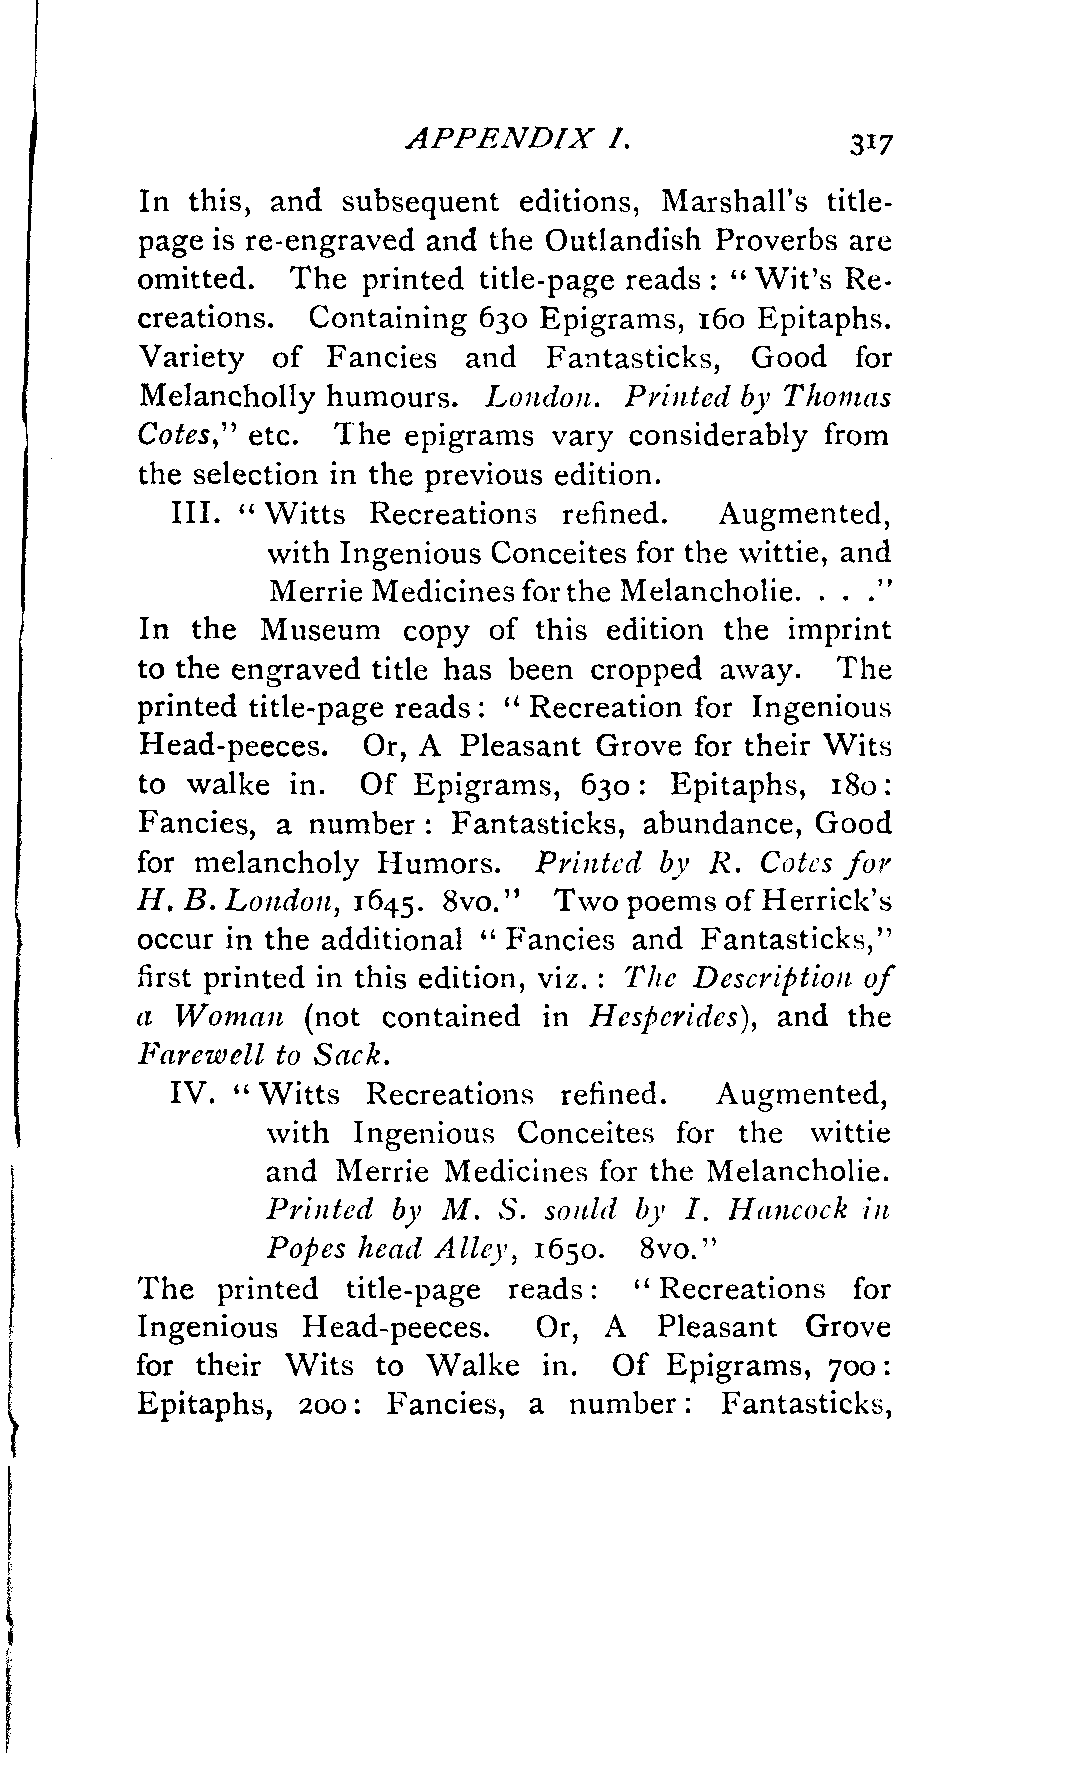 APPENDIX I. 317
In this, and subsequent editions, Marshall's title-
page is re-engraved and the Outlandish Proverbs are
omitted. The printed title-page reads : “ Wit's Re-
creations. Containing 630 Epigrams, 160 Epitaphs.
Variety of Fancies and Fantasticks, Good for
Melancholly humours. London. Printed by Thomas
Cotes,” etc. The epigrams vary considerably from
the selection in the previous edition.
III. “ Witts Recreations refined. Augmented,
with Ingenious Conceites for the wittie, and
Merrie Medicines for the Melancholie. . . .”
In the Museum copy of this edition the imprint
to the engraved title has been cropped away. The
printed title-page reads : “ Recreation for Ingenious
Head-peeces. Or, A Pleasant Grove for their Wits
to walke in. Of Epigrams, 630 : Epitaphs, 180 :
Fancies, a number : Fantasticks, abundance, Good
for melancholy Humors. Printed by R. Cotes for
H. B. London, 1645. 8vo.” Two poems of Herrick's
occur in the additional “ Fancies and Fantasticks,”
first printed in this edition, viz. : The Description of
a Woman (not contained in Hesperides), and the
Farewell to Sack.
IV. “ Witts Recreations refined. Augmented,
with Ingenious Conceites for the wittie
and Merrie Medicines for the Melancholie.
Printed by M. S. sould by I. Hancock in
Popes head Alley, 1650. 8vo.”
The printed title-page reads : “ Recreations for
Ingenious Head-peeces. Or, A Pleasant Grove
for their Wits to Walke in. Of Epigrams, 700 :
Epitaphs, 200 : Fancies, a number : Fantasticks,